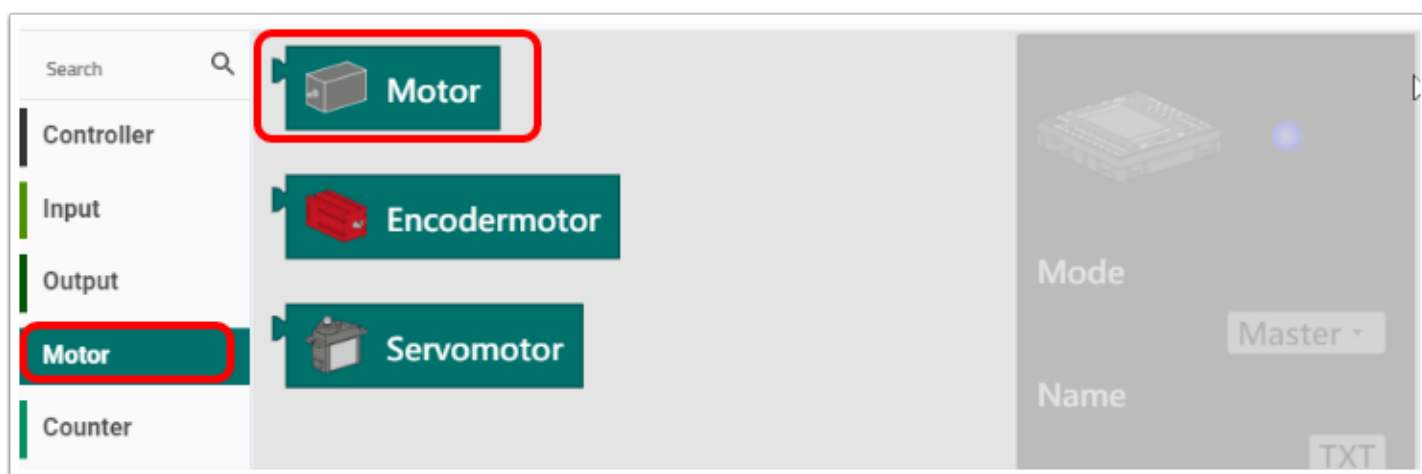 Search
Controller
Input
Output
Motor
Counter
Motor
Encodermotor
Servomotor
Mode
Master
Name
TXT